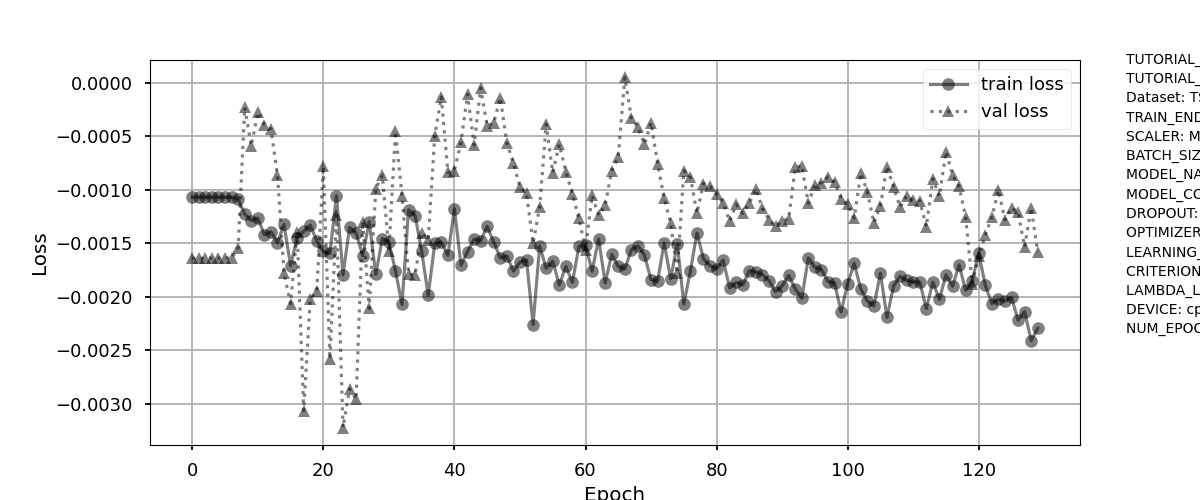 0.0000
−0.0005
−0.0010
−0.0015
−0.0020
−0.0025
−0.0030
Loss
0
20
40
60
80
100
120
Epoch
train loss
val loss
TUTORIAL_
TUTORIAL_
Dataset: TS
TRAIN_END
SCALER: M
BATCH_SIZ
MODEL_NA
MODEL_CO
DROPOUT:
OPTIMIZER
LEARNING_
CRITERION
LAMBDA_L
DEVICE: cp
NUM_EPOC